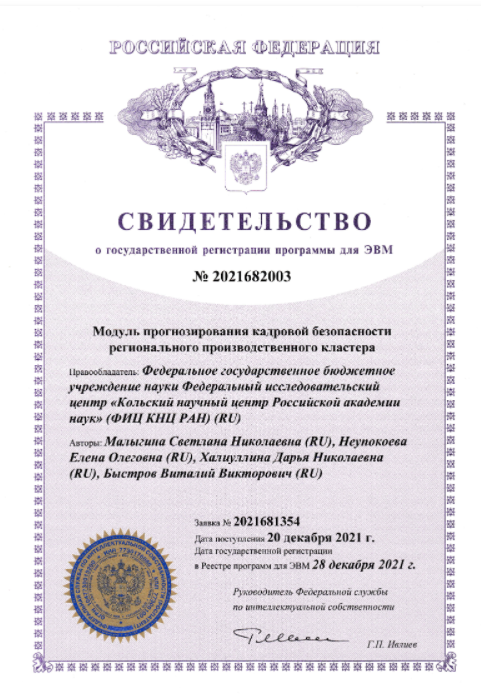 РОССИЙСКАЯ ФЕДЕРАЦИЯ
СВИДЕТЕЛЬСТВО
о государственной регистрации программы для ЭВМ
№ 2021682003
Модуль прогнозирования кадровой безопасности
регионального производственного кластера
Правообладатель: Федеральное государственное бюджетное
учреждение науки Федеральный исследовательский
центр «Кольский научный центр Российской академии
наук» (ФИЦ КНЦ РАН) (RU)
Авторы: Малыгина Светлана Николаевна (RU), Неупокоева
Елена Олеговна (RU), Халиуллина Дарья Николаевна
(RU), Быстров Виталий Викторович (RU)
Заявка № 2021681354
Дата поступления 20 декабря 2021 г.
Дата государственной регистрации
в Реестре программ для ЭВМ 28 декабря 2021 г.
Руководитель Федеральной службы
по интеллектуальной собственности
Г.П. Ивлиев